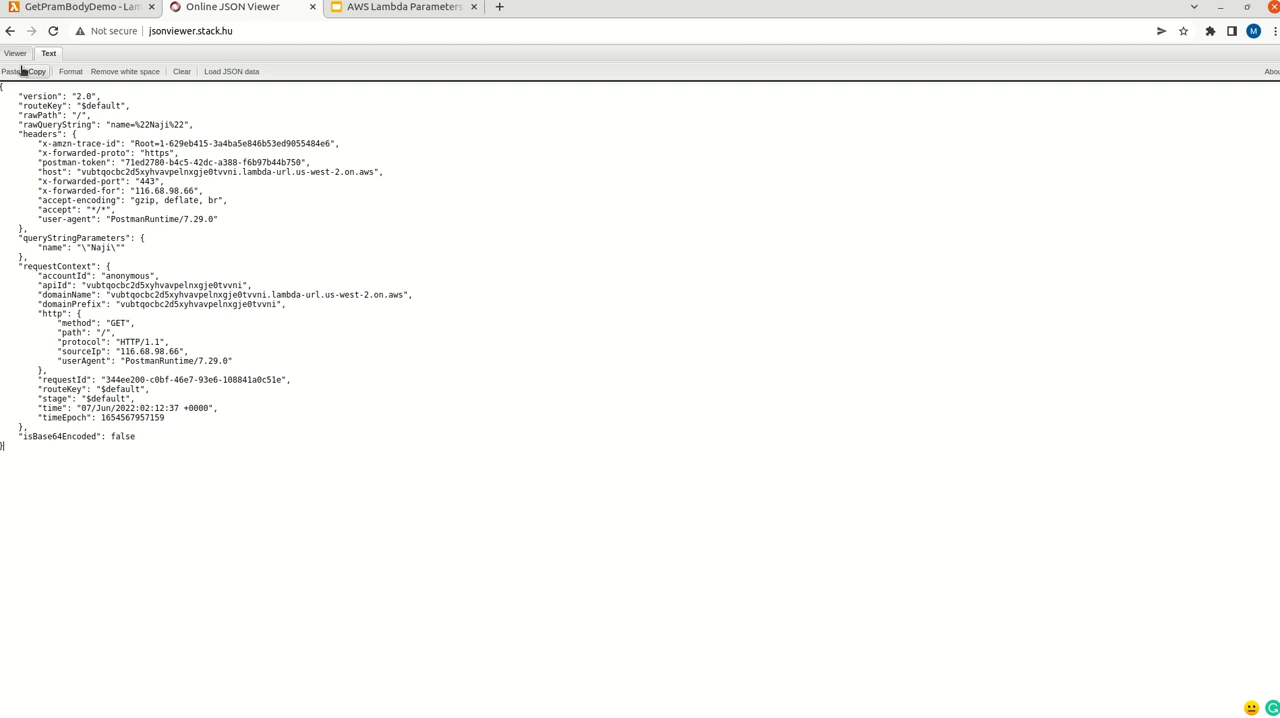 GetPramBodyDemo - Lam
Online JSON Viewer
AWS Lambda Parameters
Not secure
jsonviewer.stack.hu
M
Viewer
Text
Paste
Copy
Format
Remove white space
Clear
Load JSON data
Abou
{
"version": "2.0",
"routeKey": "$default",
"rawPath": "/",
"rawQueryString": "name=%22Naji%22",
"headers": {
"x-amzn-trace-id": "Root=1-629eb415-3a4ba5e846b53ed9055484e6",
"x-forwarded-proto": "https",
"postman-token": "71ed2780-b4c5-42dc-a388-f6b97b44b750",
"host": "vubtqocbc2d5xyhvavpelnxgje0tvvni.lambda-url.us-west-2.on.aws",
"x-forwarded-port": "443",
"x-forwarded-for": "116.68.98.66",
"accept-encoding": "gzip, deflate, br",
"accept": "*/*",
"user-agent": "PostmanRuntime/7.29.0"
},
"queryStringParameters": {
"name": "\"Naji\""
},
"requestContext": {
"accountId": "anonymous",
"apiId": "vubtqocbc2d5xyhvavpelnxgje0tvvni",
"domainName": "vubtqocbc2d5xyhvavpelnxgje0tvvni.lambda-url.us-west-2.on.aws",
"domainPrefix": "vubtqocbc2d5xyhvavpelnxgje0tvvni",
"http": {
"method": "GET",
"path": "/",
"protocol": "HTTP/1.1",
"sourceIp": "116.68.98.66",
"userAgent": "PostmanRuntime/7.29.0"
},
"requestId": "344ee200-c0bf-46e7-93e6-108841a0c51e",
"routeKey": "$default",
"stage": "$default",
"time": "07/Jun/2022:02:12:37 +0000",
"timeEpoch": 1654567957159
},
"isBase64Encoded": false
}